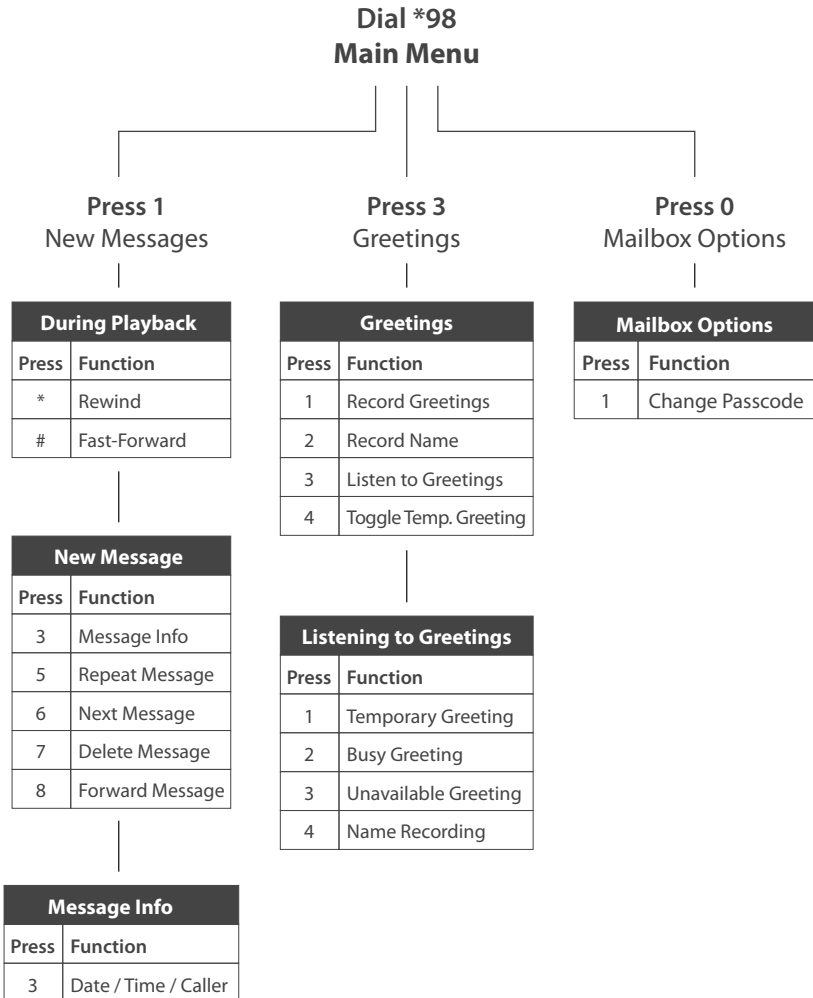 Dial *98
Main Menu
Press 1
New Messages
Press 3
Greetings
Press 0
Mailbox Options
During Playback
Press Function
* Rewind
# Fast-Forward
New Message
Press Function
3 Message Info
5 Repeat Message
6 Next Message
7 Delete Message
8 Forward Message
Message Info
Press Function
3 Date / Time / Caller
Greetings
Press Function
1 Record Greetings
2 Record Name
3 Listen to Greetings
4 Toggle Temp. Greeting
Listening to Greetings
Press Function
1 Temporary Greeting
2 Busy Greeting
3 Unavailable Greeting
4 Name Recording
Mailbox Options
Press Function
1 Change Passcode